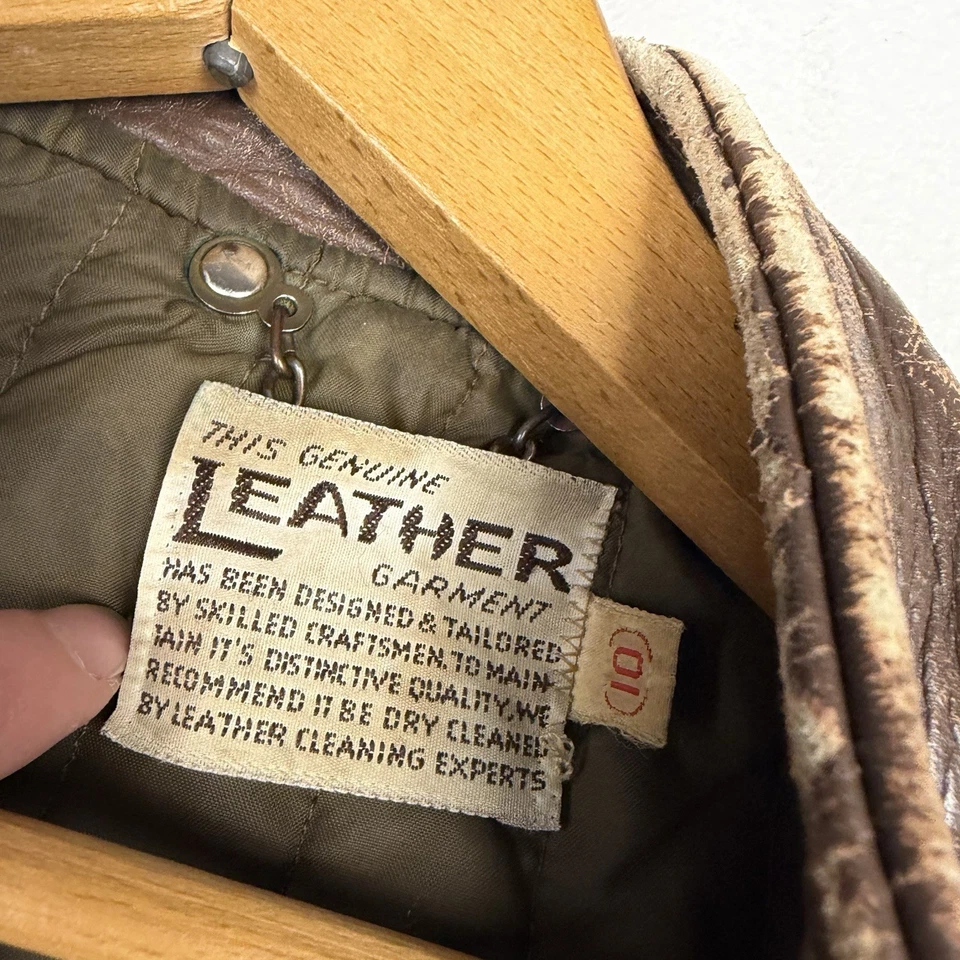 THIS GENUINE
LEATHER
GARMENT
HAS BEEN DESIGNED & TAILORED
BY SKILLED CRAFTSMEN. TO MAIN-
TAIN IT'S DISTINCTIVE QUALITY, WE
RECOMMEND IT BE DRY CLEANED
BY LEATHER CLEANING EXPERTS
(10)